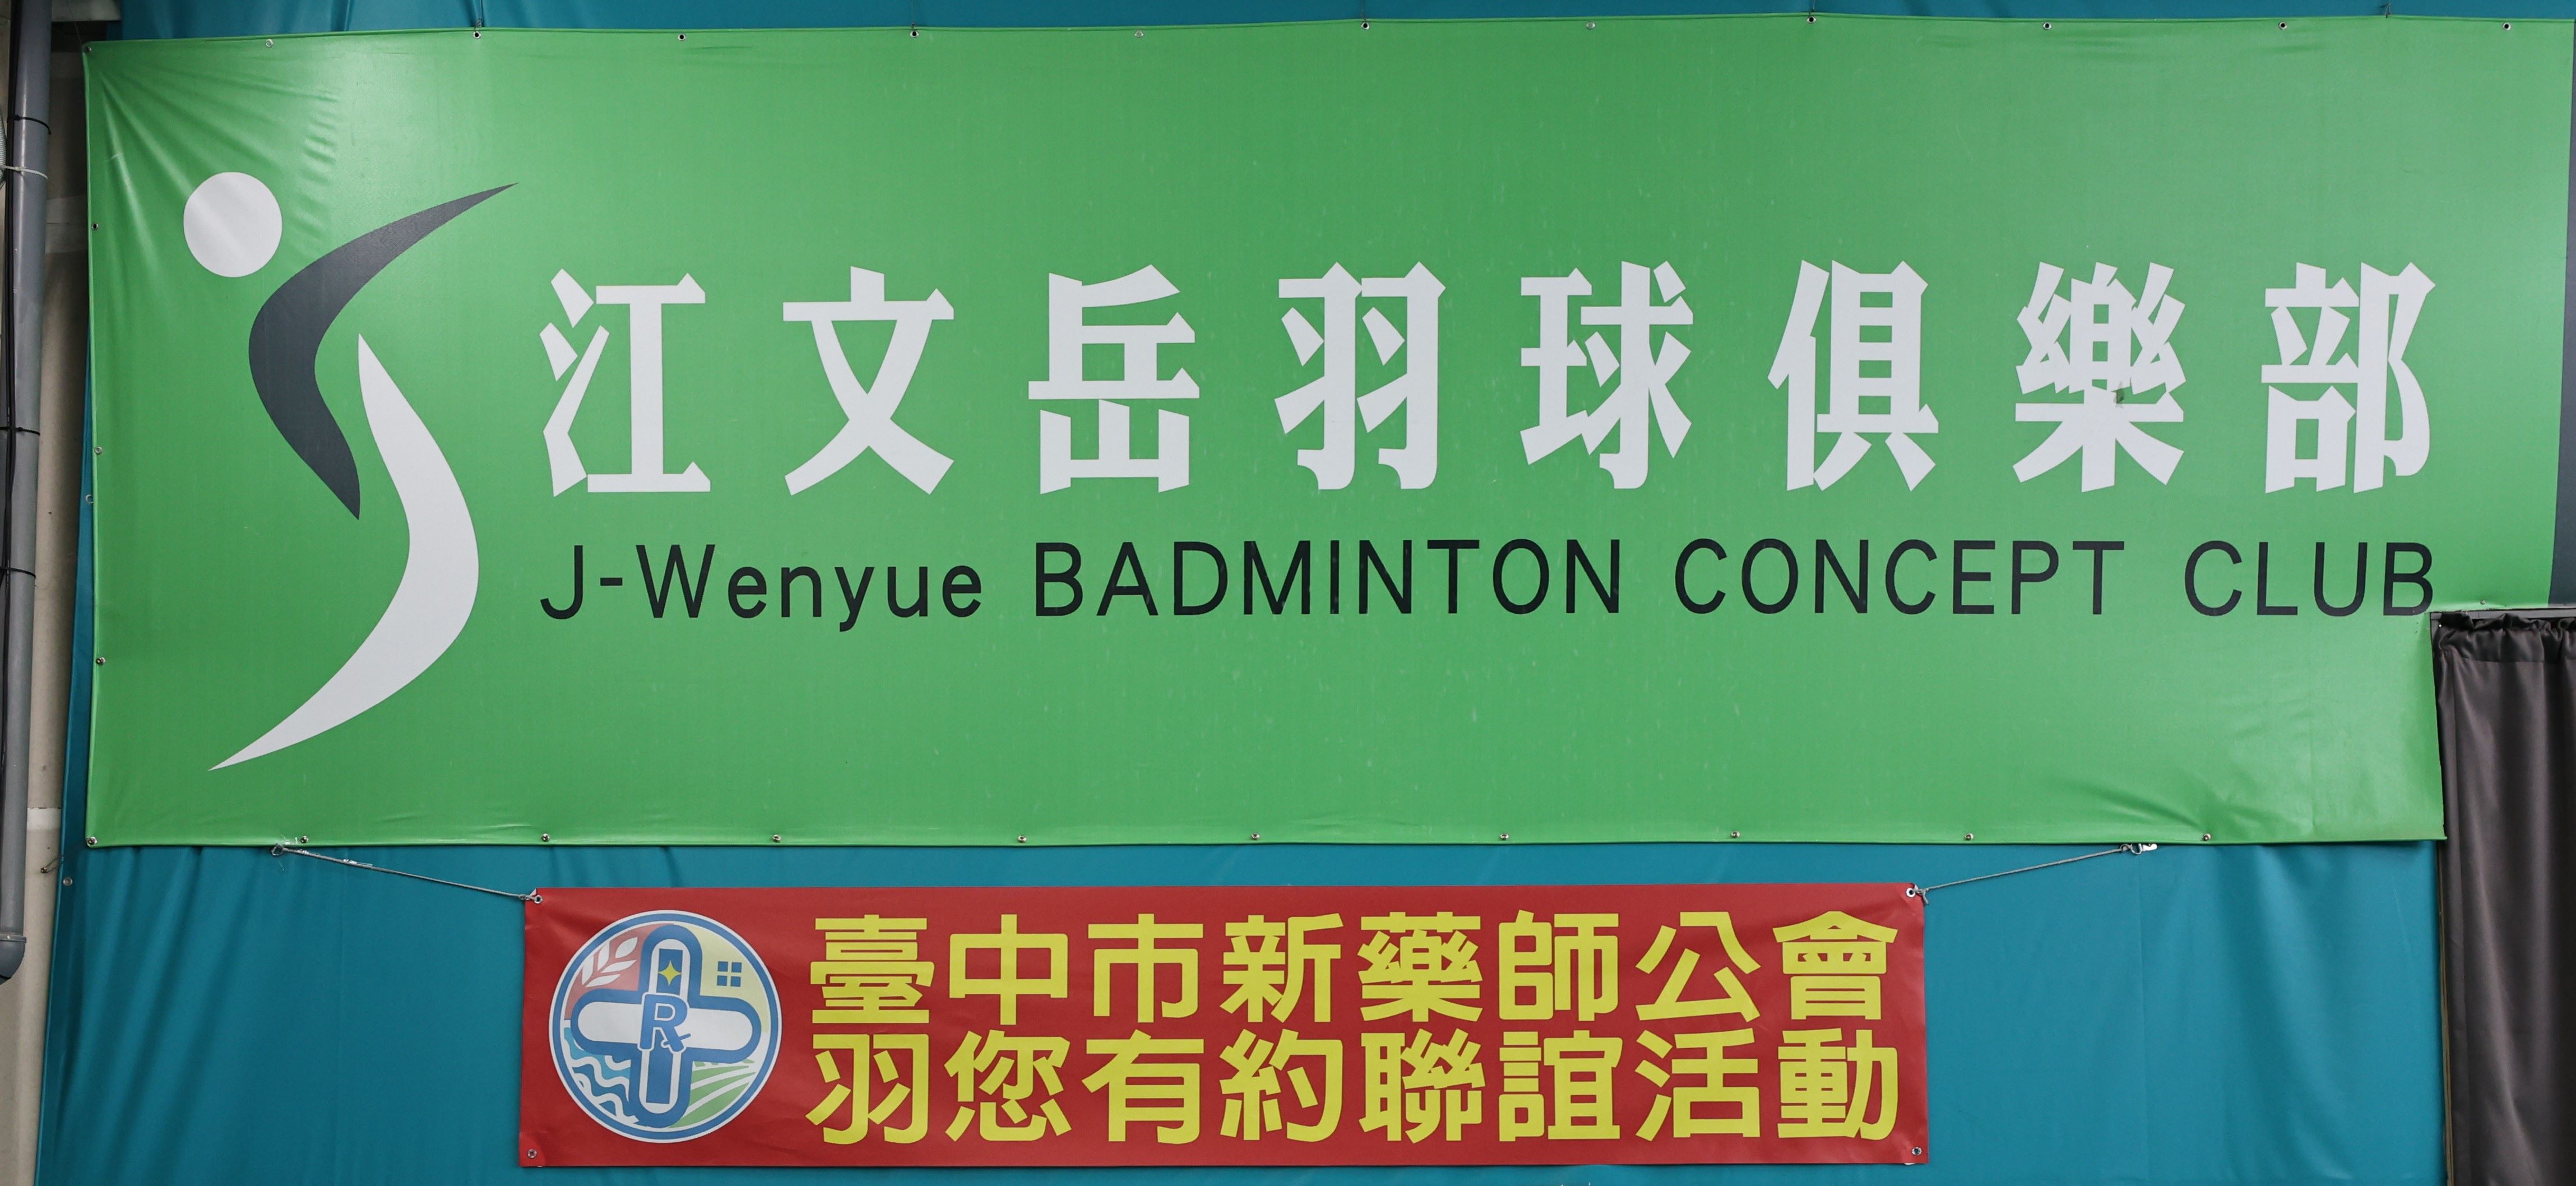 江文岳羽球俱樂部
J-Wenyue BADMINTON CONCEPT CLUB
臺中市新藥師公會
羽您有約聯誼活動
Rx